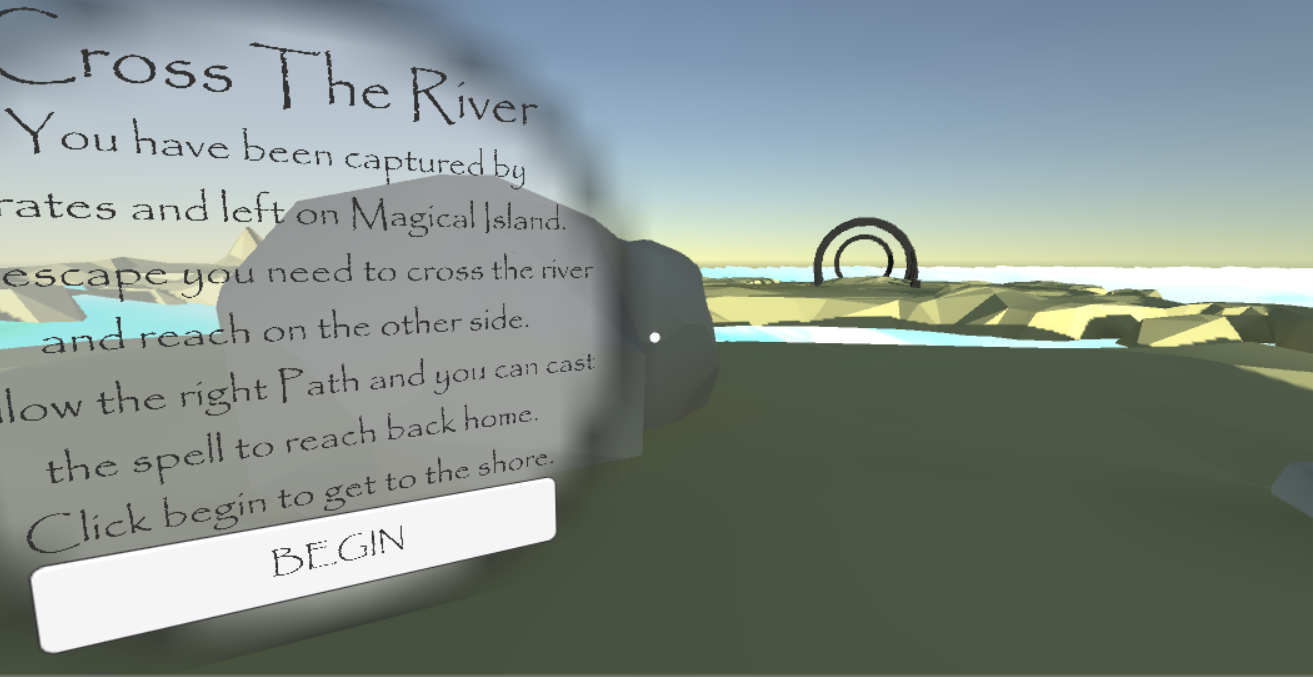 Cross The River
You have been captured by
rates and left on Magical Island.
escape you need to cross the river
and reach on the other side.
llow the right Path and you can cast
the spell to reach back home.
Click begin to get to the shore.
BEGIN